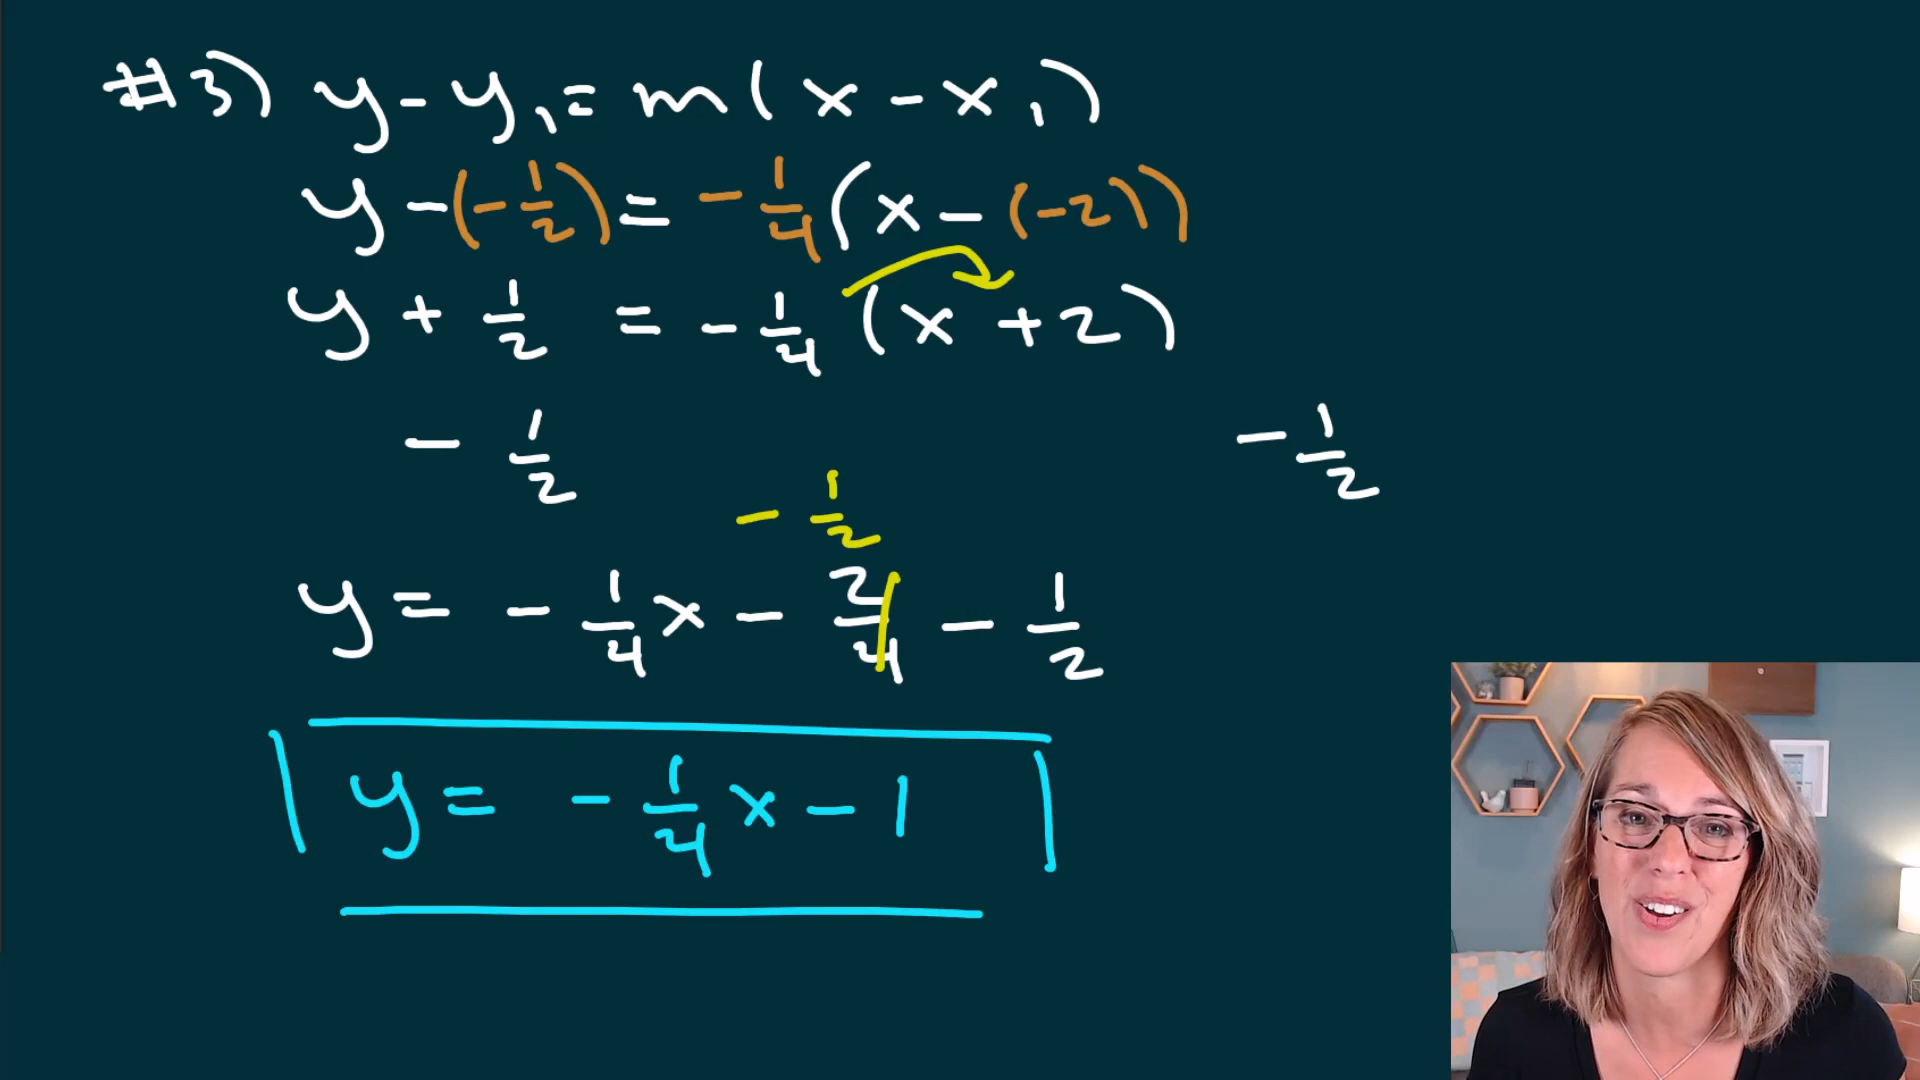 #3) y - y₁ = m(x - x₁)
y - (-1/2) = -1/4(x - (-2))
y + 1/2 = -1/4(x + 2)
- 1/2 - 1/2
- 1/2
y = - 1/4x - 2/4 - 1/2
y = - 1/4x - 1